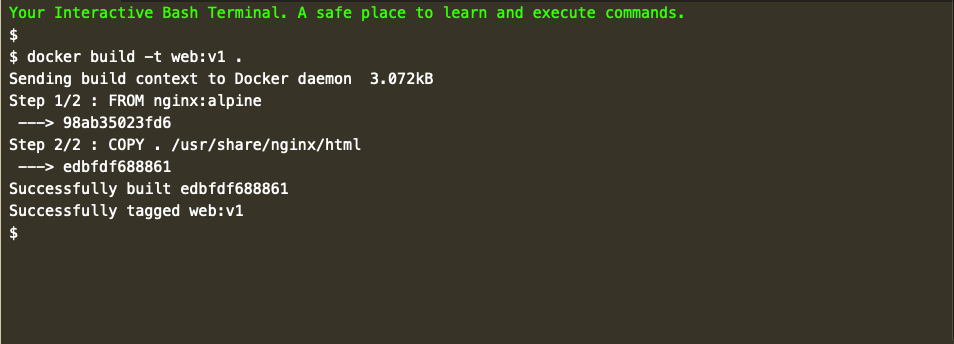 Your Interactive Bash Terminal. A safe place to learn and execute commands.
$
$ docker build -t web:v1 .
Sending build context to Docker daemon  3.072kB
Step 1/2 : FROM nginx:alpine
 ---> 98ab35023fd6
Step 2/2 : COPY . /usr/share/nginx/html
 ---> edbfdf688861
Successfully built edbfdf688861
Successfully tagged web:v1
$